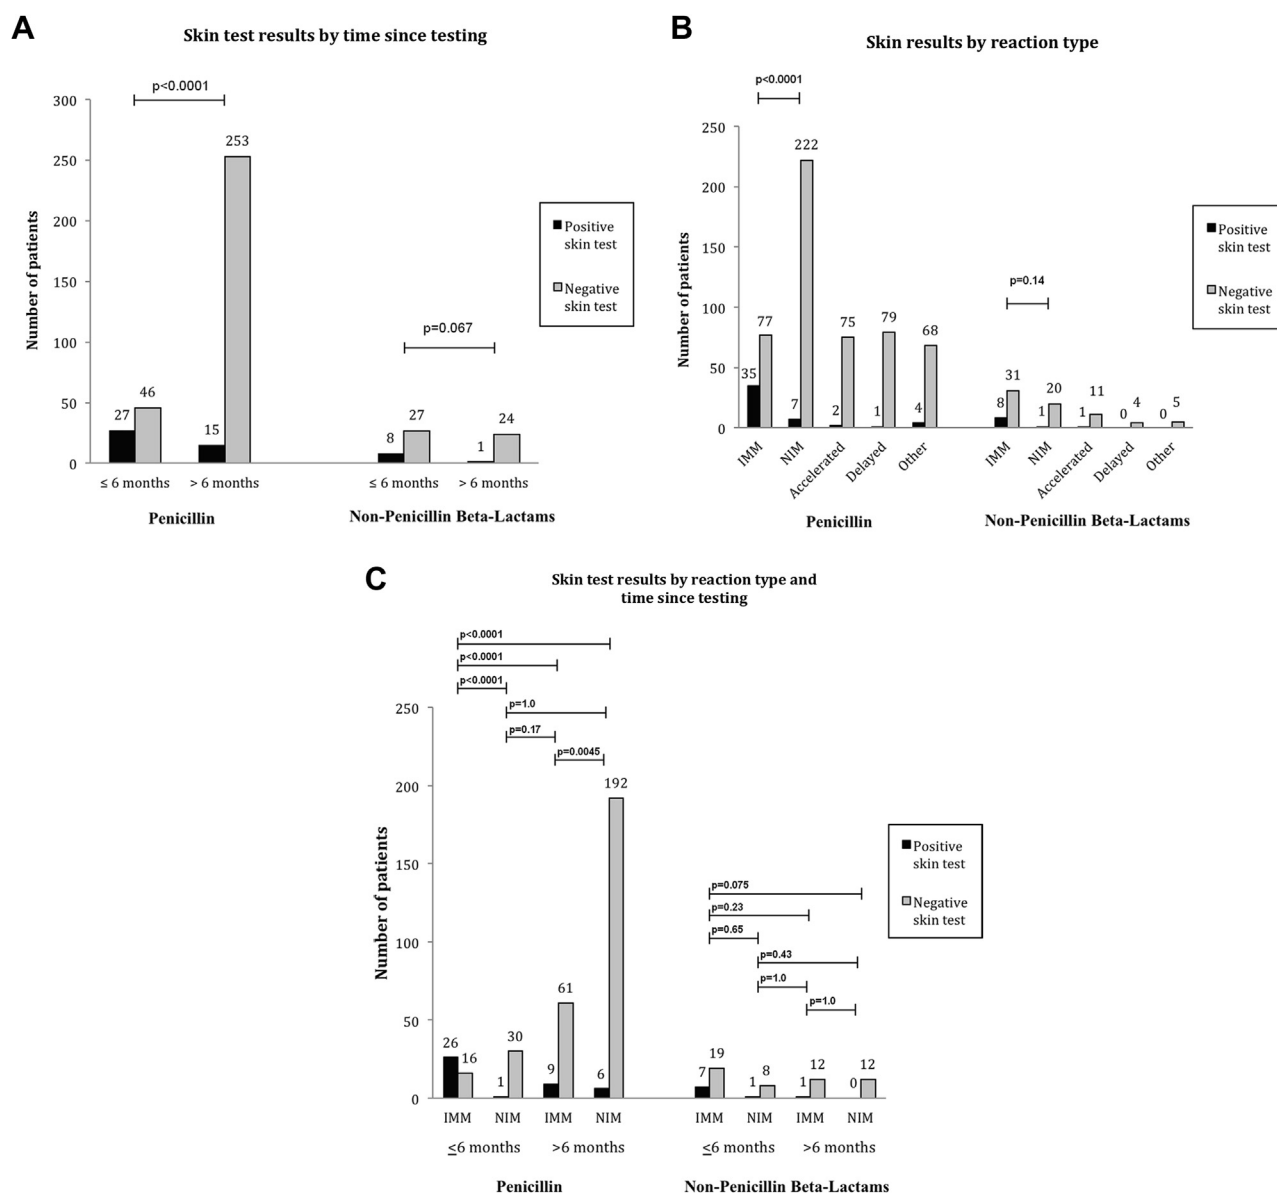 A
Skin test results by time since testing
p<0.0001
300
250
200
150
100
50
0
Number of patients
253
27
46
15
p=0.067
8
27
1
24
≤ 6 months
> 6 months
≤ 6 months
> 6 months
Penicillin
Non-Penicillin Beta-Lactams
Positive
skin test
Negative
skin test
B
Skin results by reaction type
p<0.0001
250
200
150
100
50
0
Number of patients
35
77
7
222
2
75
1
79
4
68
p=0.14
8
31
1
20
1
11
0
4
0
5
IMM
NIM
Accelerated
Delayed
Other
IMM
NIM
Accelerated
Delayed
Other
Penicillin
Non-Penicillin Beta-Lactams
Positive
skin test
Negative
skin test
C
Skin test results by reaction type and
time since testing
p<0.0001
p<0.0001
p<0.0001
p=1.0
p=0.17
p=0.0045
250
200
150
100
50
0
Number of patients
26
16
1
30
9
61
6
192
p=0.075
p=0.23
p=0.65
p=0.43
p=1.0
p=1.0
7
19
1
8
1
12
0
12
IMM
NIM
IMM
NIM
IMM
NIM
IMM
NIM
≤6 months
>6 months
≤6 months
>6 months
Penicillin
Non-Penicillin Beta-Lactams
Positive
skin test
Negative
skin test